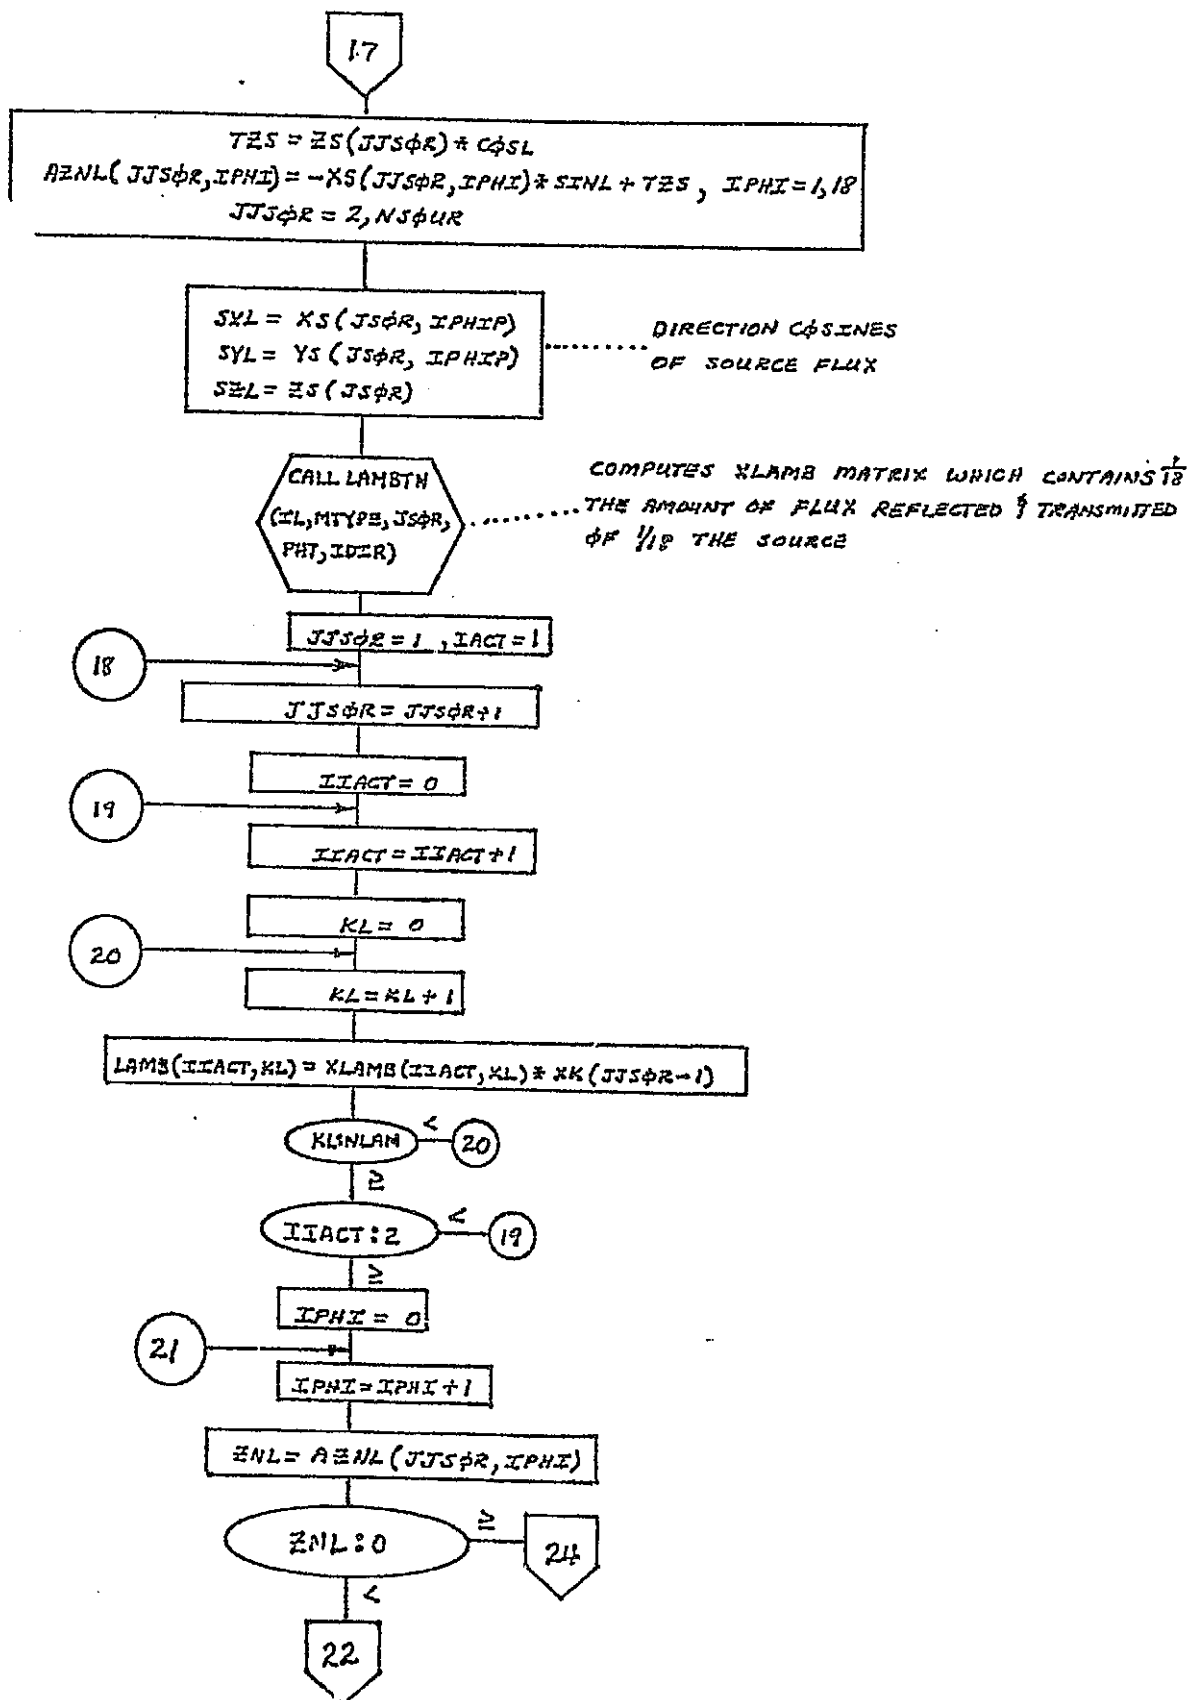 17
TZS = ZS(JJSφR) * CφSL
AZNL(JJSφR, IPHI) = -XS(JJSφR, IPHI) * SINL + TZS, IPHI = 1, 18
JJSφR = 2, NSφUR
SXL = XS(JSφR, IPHIP)
SYL = YS(JSφR, IPHIP)
SZL = ZS(JSφR)
DIRECTION CφSINES
OF SOURCE FLUX
CALL LAMBTN
(IL, MTYPE, JSφR,
PHT, IDIR)
COMPUTES XLAMB MATRIX WHICH CONTAINS 1/18
THE AMOUNT OF FLUX REFLECTED & TRANSMITED
φF 1/18 THE SOURCE
JJSφR = 1, IACT = 1
18
JJSφR = JJSφR+1
IIACT = 0
19
IIACT = IIACT + 1
KL = 0
20
KL = KL + 1
LAMB(IIACT, KL) = XLAMB(IIACT, KL) * XK(JJSφR-1)
KL:NLAM
<
20
≥
IIACT:2
<
19
≥
IPHI = 0
21
IPHI = IPHI + 1
ZNL = AZNL(JJSφR, IPHI)
ZNL:0
≥
24
<
22